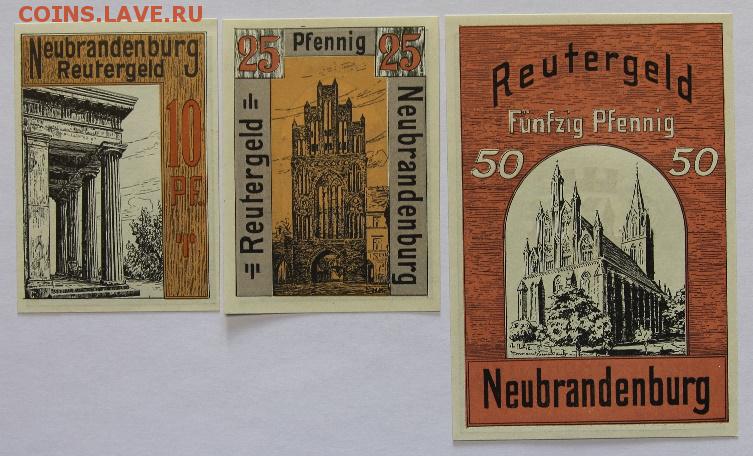 COINS.LAVE.RU
Neubrandenburg
Reutergeld
10
PF.
25 Pfennig 25
Reutergeld
Neubrandenburg
Reutergeld
Fünfzig Pfennig
50 50
Neubrandenburg